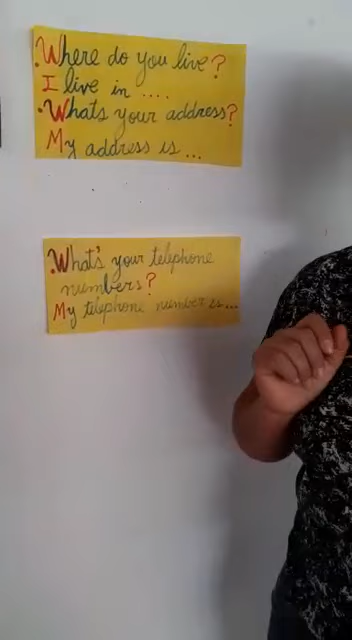 .Where do you live?
I live in ....
.Whats your address?
My address is ...
.What's your telephone
numbers?
My telephone number is...